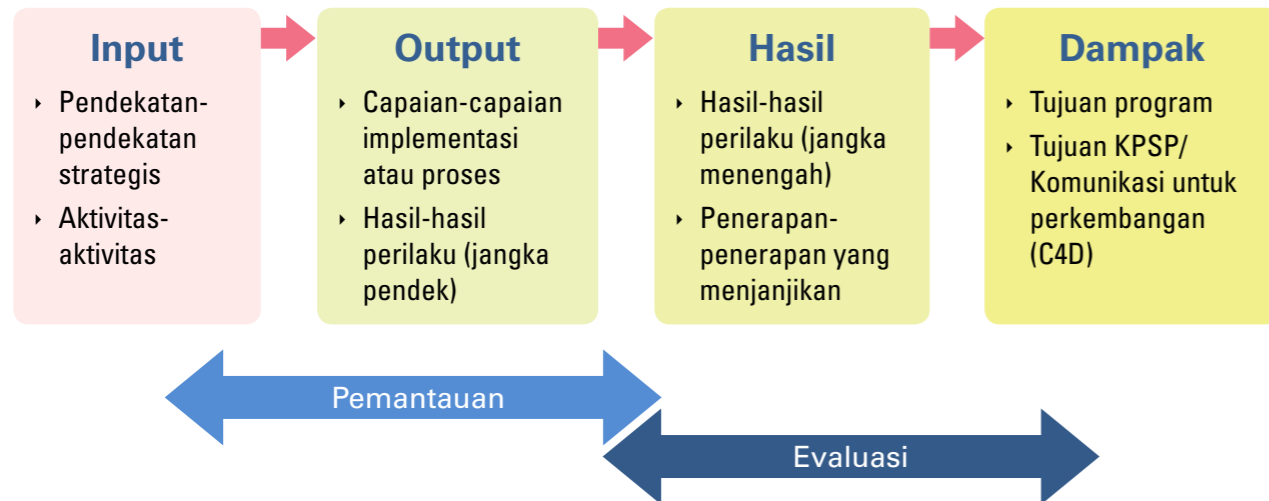 Input
‣ Pendekatan-
pendekatan
strategis
‣ Aktivitas-
aktivitas
Output
‣ Capaian-capaian
implementasi
atau proses
‣ Hasil-hasil
perilaku (jangka
pendek)
Hasil
‣ Hasil-hasil
perilaku (jangka
menengah)
‣ Penerapan-
penerapan yang
menjanjikan
Dampak
‣ Tujuan program
‣ Tujuan KPSP/
Komunikasi untuk
perkembangan
(C4D)
Pemantauan
Evaluasi